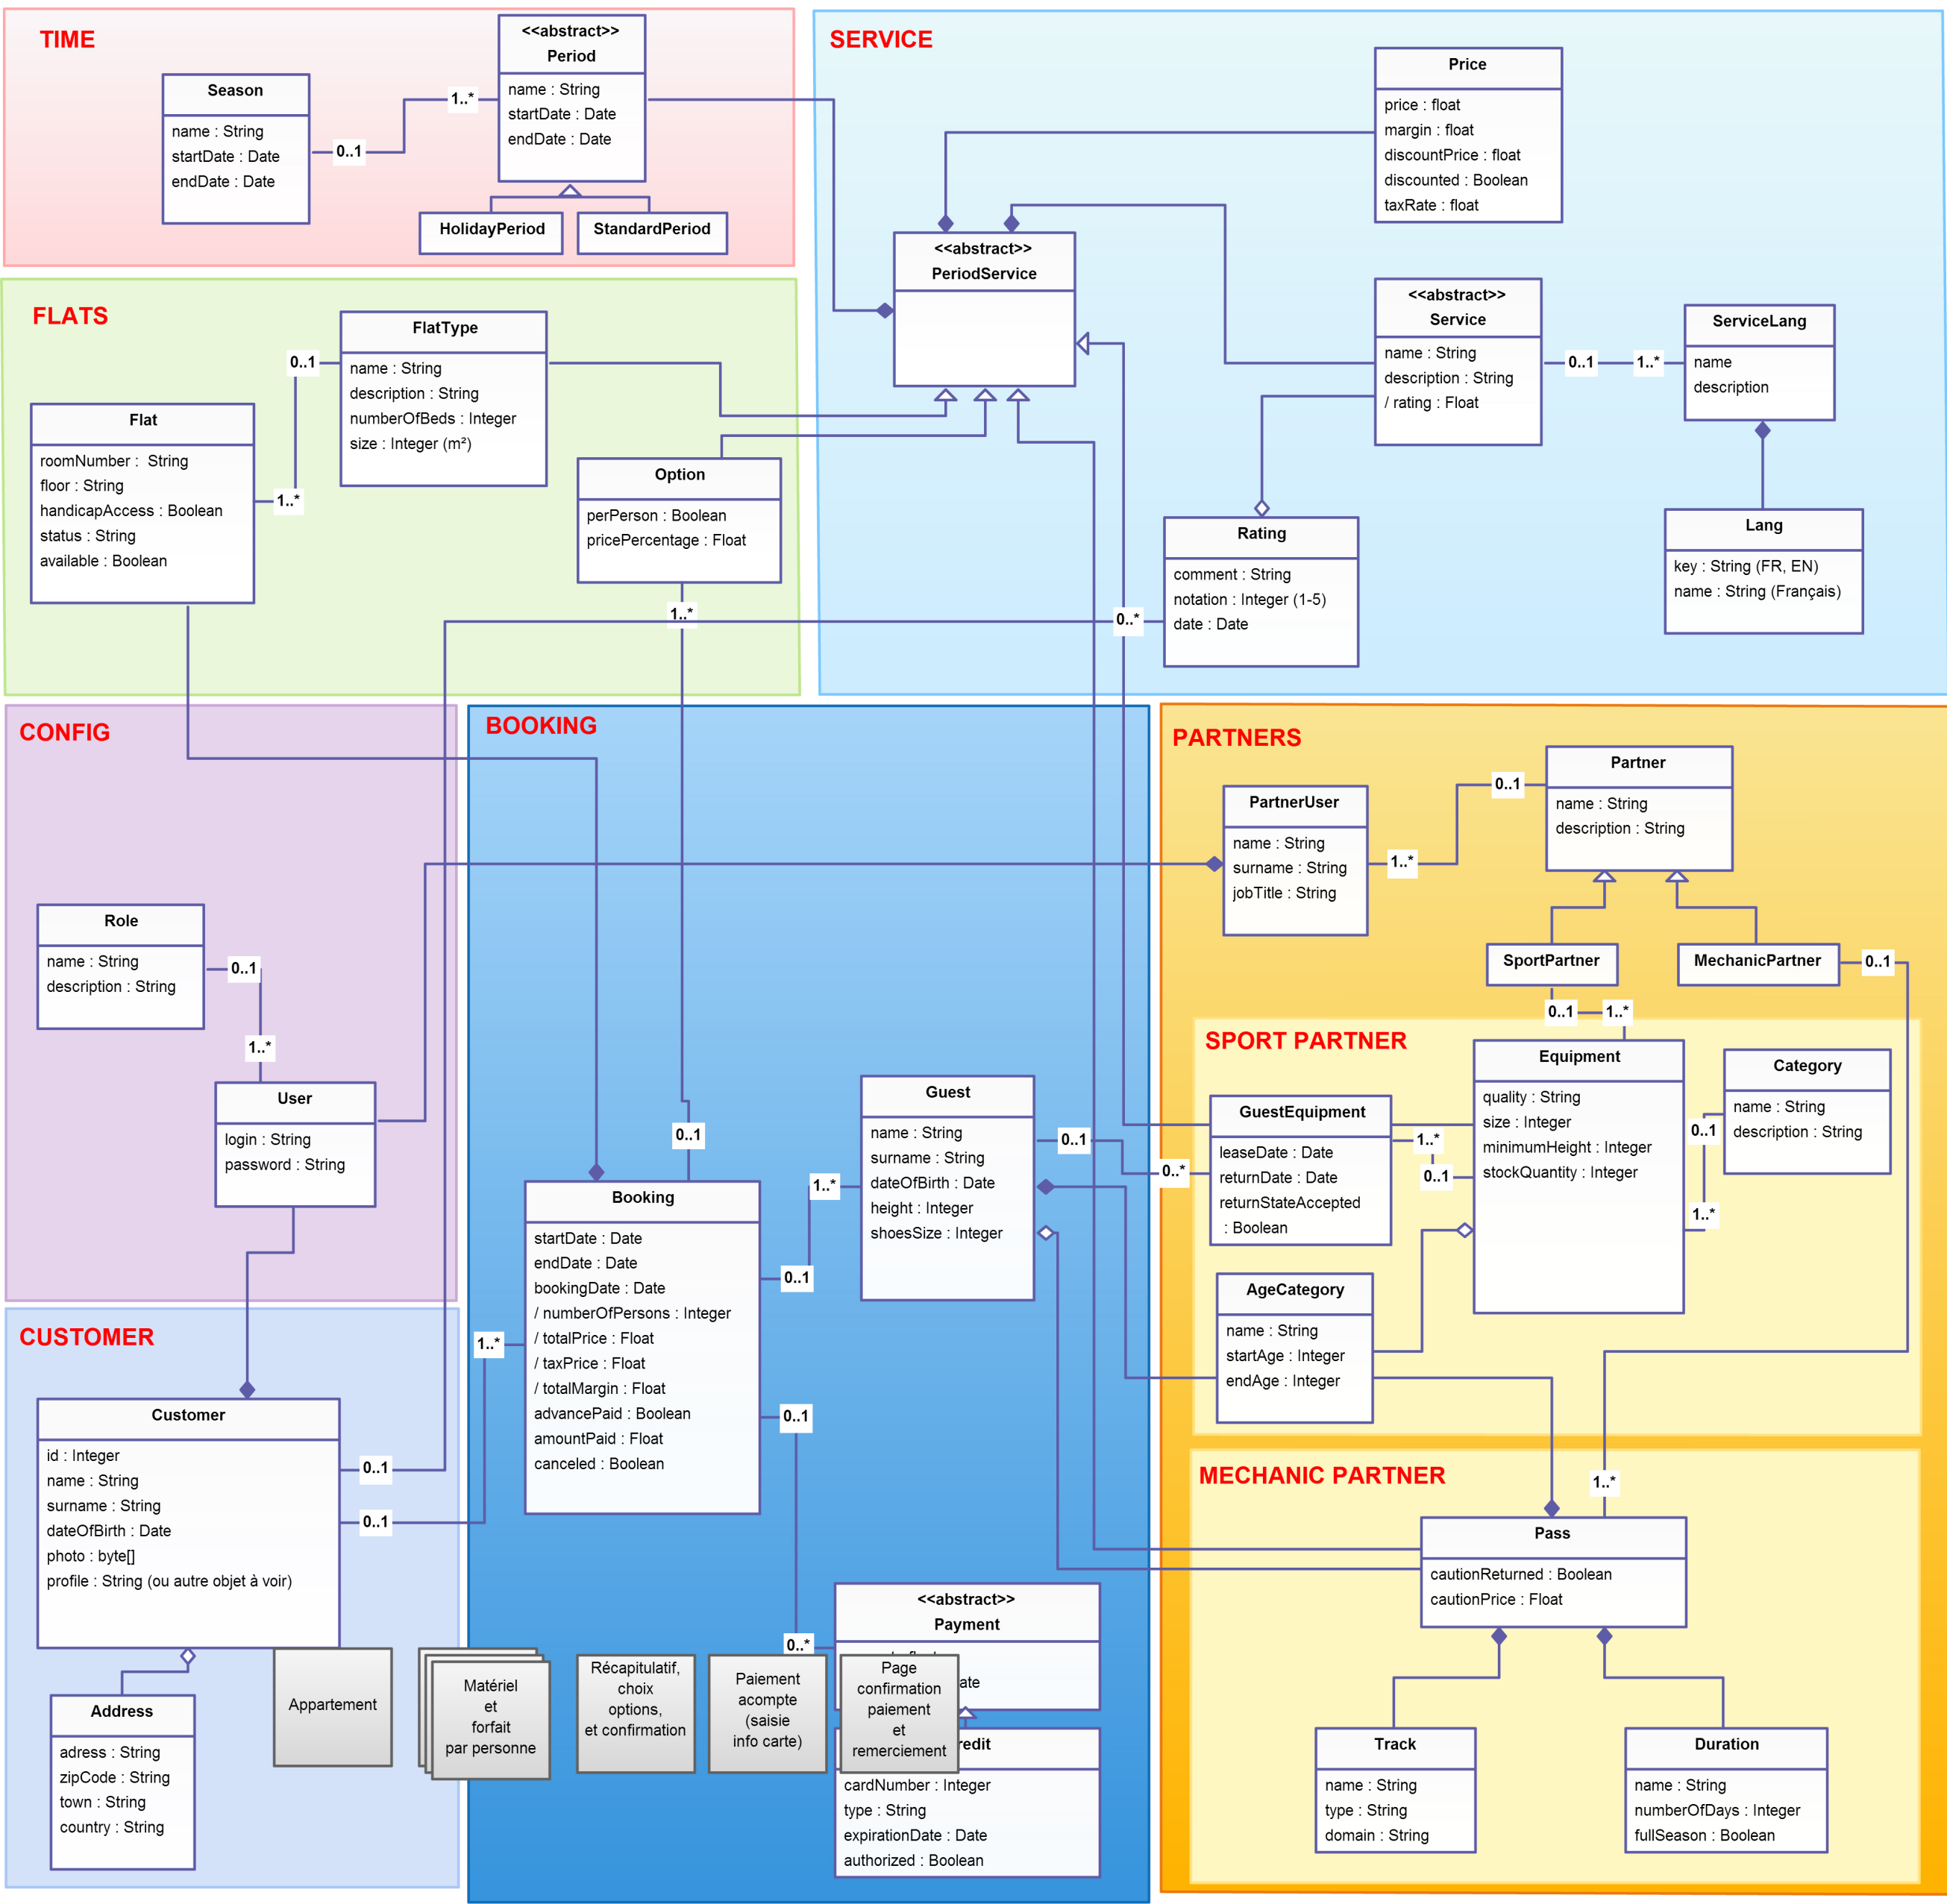 TIME
<<abstract>>
Period
name : String
startDate : Date
endDate : Date
Season
name : String
startDate : Date
endDate : Date
1..*
0..1
HolidayPeriod
StandardPeriod
SERVICE
Price
price : float
margin : float
discountPrice : float
discounted : Boolean
taxRate : float
<<abstract>>
PeriodService
<<abstract>>
Service
name : String
description : String
/ rating : Float
0..1
1..*
ServiceLang
name
description
Lang
key : String (FR, EN)
name : String (Français)
Rating
comment : String
notation : Integer (1-5)
date : Date
0..*
FLATS
FlatType
name : String
description : String
numberOfBeds : Integer
size : Integer (m²)
0..1
1..*
Flat
roomNumber : String
floor : String
handicapAccess : Boolean
status : String
available : Boolean
Option
perPerson : Boolean
pricePercentage : Float
1..*
CONFIG
Role
name : String
description : String
0..1
1..*
User
login : String
password : String
BOOKING
0..1
Booking
startDate : Date
endDate : Date
bookingDate : Date
/ numberOfPersons : Integer
/ totalPrice : Float
/ taxPrice : Float
/ totalMargin : Float
advancePaid : Boolean
amountPaid : Float
canceled : Boolean
1..*
0..1
1..*
0..1
0..*
Guest
name : String
surname : String
dateOfBirth : Date
height : Integer
shoesSize : Integer
0..1
0..*
<<abstract>>
Payment
ate
redit
cardNumber : Integer
type : String
expirationDate : Date
authorized : Boolean
PARTNERS
Partner
name : String
description : String
0..1
1..*
PartnerUser
name : String
surname : String
jobTitle : String
SportPartner
MechanicPartner
0..1
0..1
1..*
SPORT PARTNER
Equipment
quality : String
size : Integer
minimumHeight : Integer
stockQuantity : Integer
Category
name : String
description : String
0..1
1..*
GuestEquipment
leaseDate : Date
returnDate : Date
returnStateAccepted
: Boolean
1..*
0..1
AgeCategory
name : String
startAge : Integer
endAge : Integer
MECHANIC PARTNER
1..*
Pass
cautionReturned : Boolean
cautionPrice : Float
Track
name : String
type : String
domain : String
Duration
name : String
numberOfDays : Integer
fullSeason : Boolean
CUSTOMER
Customer
id : Integer
name : String
surname : String
dateOfBirth : Date
photo : byte[]
profile : String (ou autre objet à voir)
0..1
0..1
Address
adress : String
zipCode : String
town : String
country : String
Appartement
Matériel
et
forfait
par personne
Récapitulatif,
choix
options,
et confirmation
Paiement
acompte
(saisie
info carte)
Page
confirmation
paiement
et
remerciement